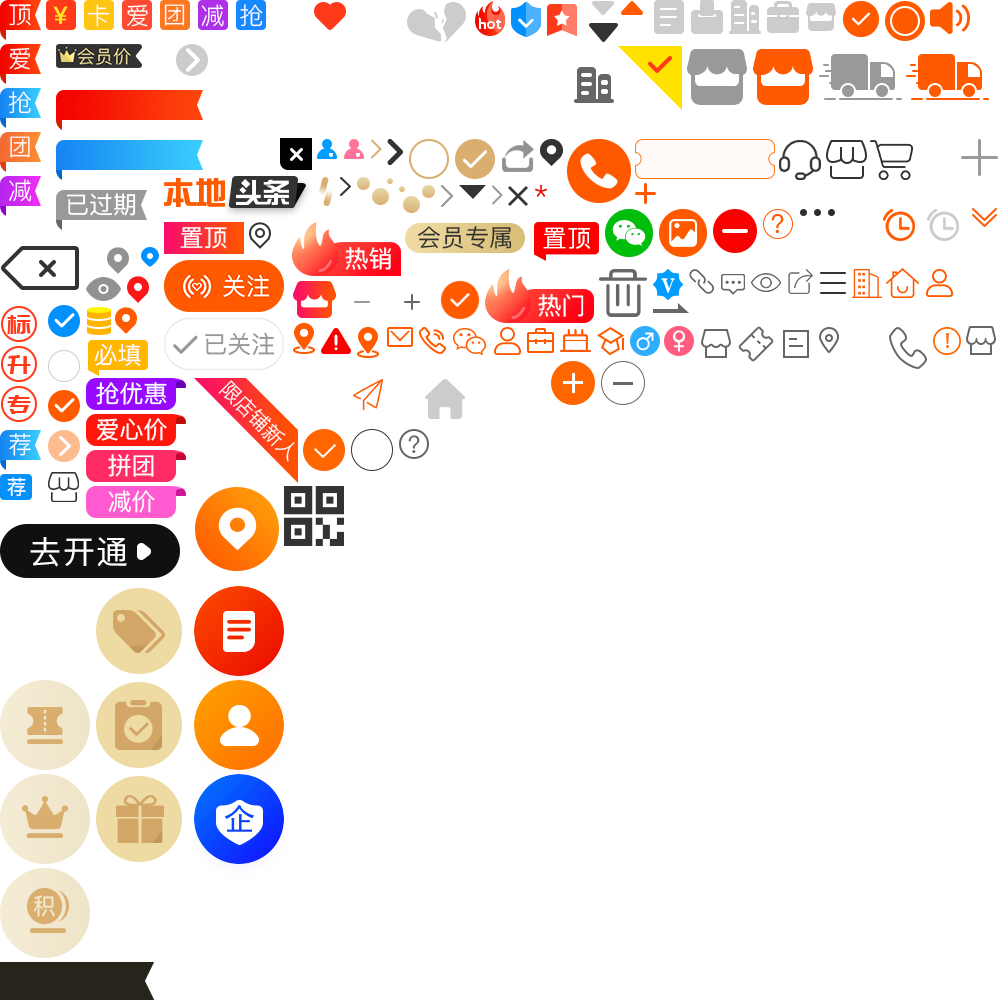 顶 ¥ 卡 爱 团 减 抢
hot
爱
会员价
抢
团
减
已过期
本地头条
置顶
热销
会员专属
置顶
关注
热门
V
标
已关注
必填
升
专
抢优惠
爱心价
限店铺新人
荐
拼团
荐
减价
去开通
企
积